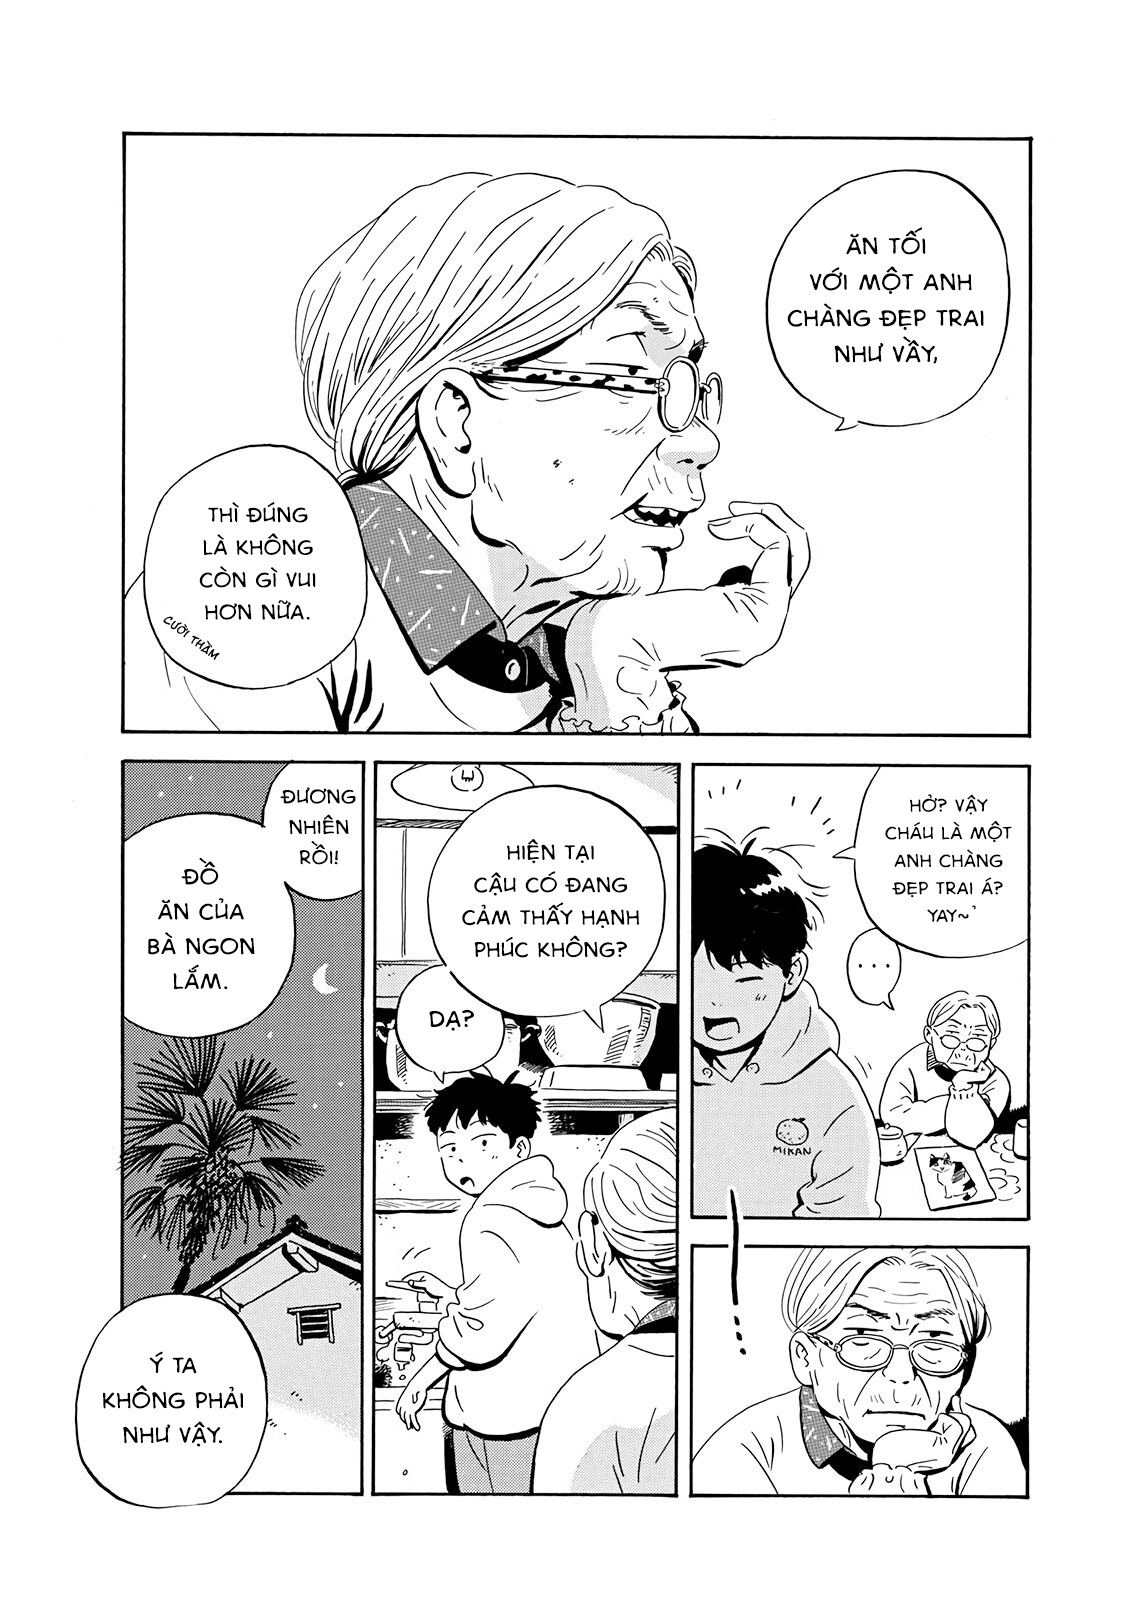 ĂN TỐI
VỚI MỘT ANH
CHÀNG ĐẸP TRAI
NHƯ VẦY,
THÌ ĐÚNG
LÀ KHÔNG
CÒN GÌ VUI
HƠN NỮA.
CƯỜI THẦM
HỞ? VẬY
CHÁU LÀ MỘT
ANH CHÀNG
ĐẸP TRAI Á?
YAY~'
...
MIKAN
HIỆN TẠI
CẬU CÓ ĐANG
CẢM THẤY HẠNH
PHÚC KHÔNG?
DẠ?
ĐƯƠNG
NHIÊN
RỒI!
ĐỒ
ĂN CỦA
BÀ NGON
LẮM.
Ý TA
KHÔNG PHẢI
NHƯ VẬY.